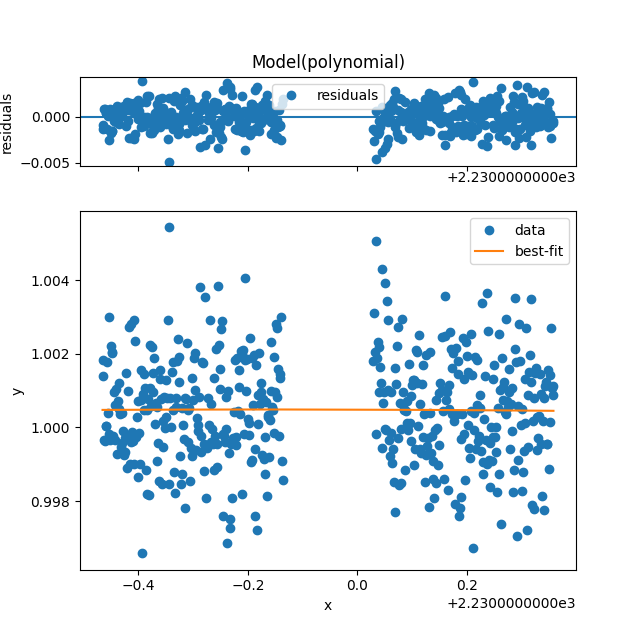 Model(polynomial)
residuals
0.000
−0.005
residuals
+2.2300000000e3
1.004
1.002
1.000
0.998
y
data
best-fit
−0.4
−0.2
0.0
0.2
x
+2.2300000000e3